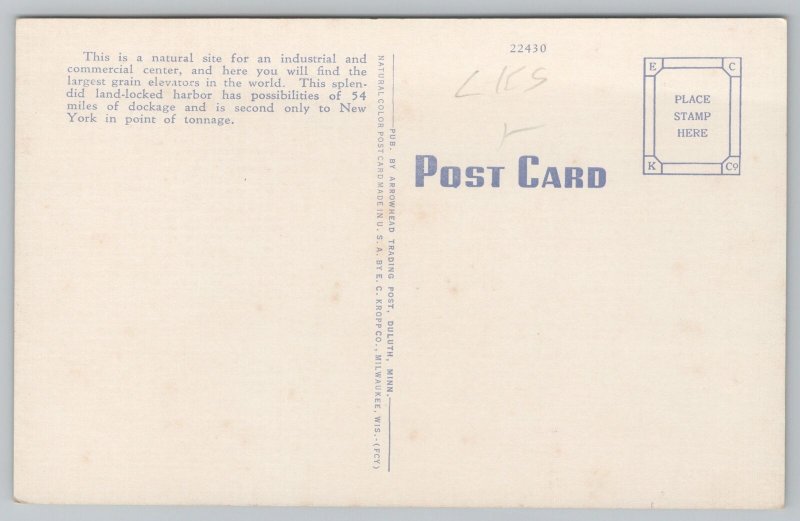 This is a natural site for an industrial and
commercial center, and here you will find the
largest grain elevators in the world. This splen-
did land-locked harbor has possibilities of 54
miles of dockage and is second only to New
York in point of tonnage.
NATURAL COLOR POST CARD MADE IN U. S. A. BY E. C. KROPP CO., MILWAUKEE, WIS.-(FCY)
PUB. BY ARROWHEAD TRADING POST, DULUTH, MINN.
22430
LKS
POST CARD
E C
PLACE
STAMP
HERE
K Co